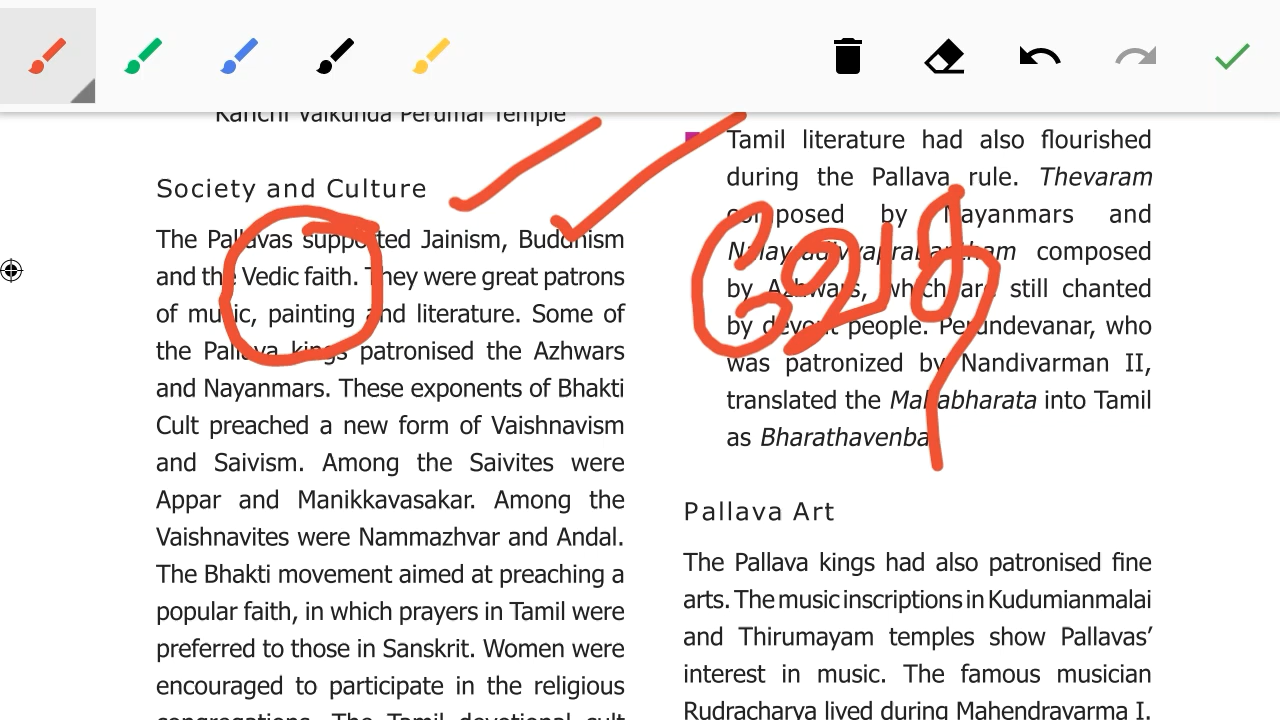 Kanchi Vaikunda Perumal Temple
Society and Culture
The Pallavas supported Jainism, Buddhism
and the Vedic faith. They were great patrons
of music, painting and literature. Some of
the Pallava kings patronised the Azhwars
and Nayanmars. These exponents of Bhakti
Cult preached a new form of Vaishnavism
and Saivism. Among the Saivites were
Appar and Manikkavasakar. Among the
Vaishnavites were Nammazhvar and Andal.
The Bhakti movement aimed at preaching a
popular faith, in which prayers in Tamil were
preferred to those in Sanskrit. Women were
encouraged to participate in the religious
congregations. The Tamil devotional cult
Tamil literature had also flourished
during the Pallava rule. Thevaram
composed by Nayanmars and
Nalayradivyaprabantham composed
by Azhwars, which are still chanted
by devout people. Perundevanar, who
was patronized by Nandivarman II,
translated the Mahabharata into Tamil
as Bharathavenba.
வேத
Pallava Art
The Pallava kings had also patronised fine
arts. The music inscriptions in Kudumianmalai
and Thirumayam temples show Pallavas’
interest in music. The famous musician
Rudracharya lived during Mahendravarma I.